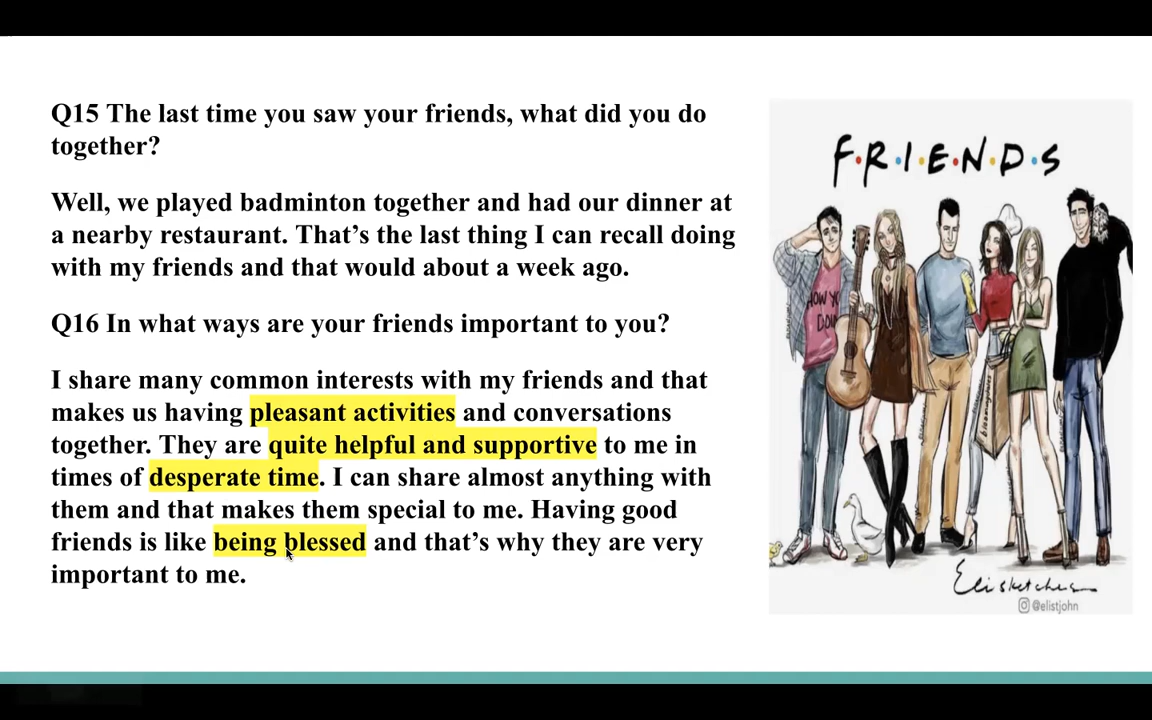 Q15 The last time you saw your friends, what did you do
together?
Well, we played badminton together and had our dinner at
a nearby restaurant. That’s the last thing I can recall doing
with my friends and that would about a week ago.
Q16 In what ways are your friends important to you?
I share many common interests with my friends and that
makes us having pleasant activities and conversations
together. They are quite helpful and supportive to me in
times of desperate time. I can share almost anything with
them and that makes them special to me. Having good
friends is like being blessed and that’s why they are very
important to me.
F·R·I·E·N·D·S
HOW YO
DOIN
bloomingdale's
Elisketches
@elistjohn